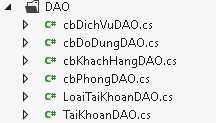 DAO
C# cbDichVuDAO.cs
C# cbDoDungDAO.cs
C# cbKhachHangDAO.cs
C# cbPhongDAO.cs
C# LoaiTaiKhoanDAO.cs
C# TaiKhoanDAO.cs